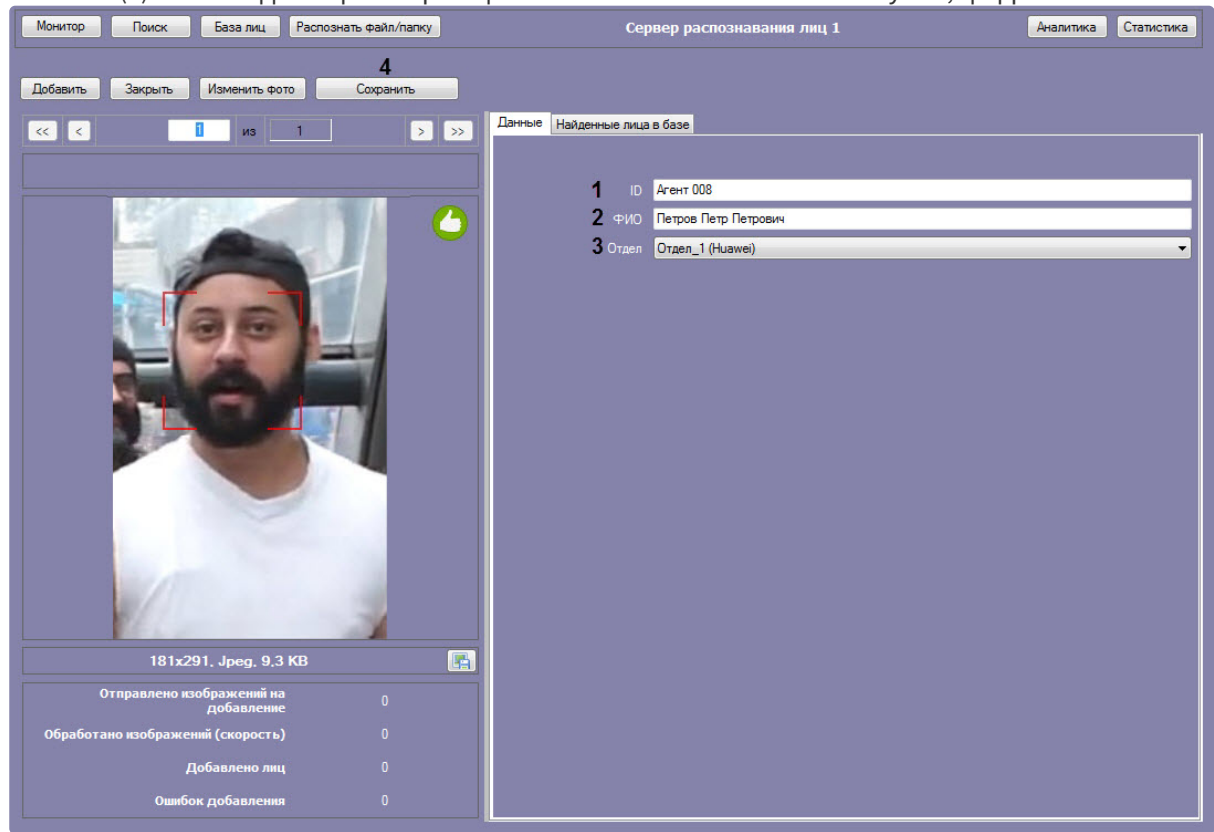 Монитор Поиск База лиц Распознать файл/папку Сервер распознавания лиц 1 Аналитика Статистика
4
Добавить Закрыть Изменить фото Сохранить
<< < 1 из 1 > >>
Данные Найденные лица в базе
1 ID Агент 008
2 ФИО Петров Петр Петрович
3 Отдел Отдел_1 (Huawei)
181x291, Jpeg, 9,3 KB
Отправлено изображений на
добавление 0
Обработано изображений (скорость) 0
Добавлено лиц 0
Ошибок добавления 0